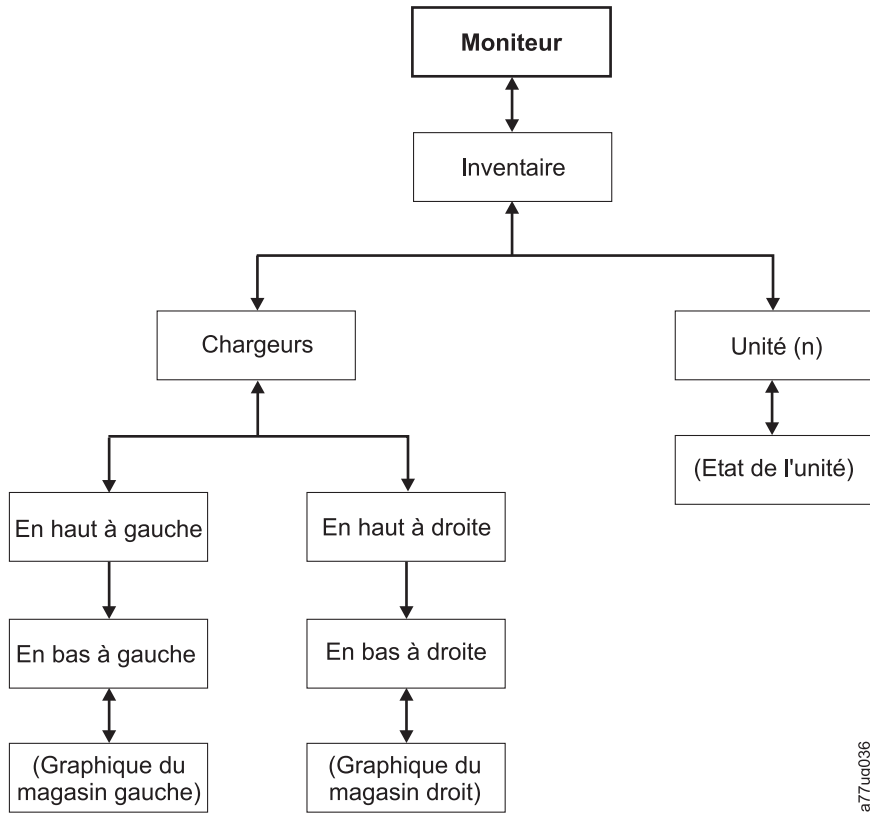 Moniteur
Inventaire
Chargeurs
Unité (n)
(Etat de l'unité)
En haut à gauche
En haut à droite
En bas à gauche
En bas à droite
(Graphique du
magasin gauche)
(Graphique du
magasin droit)
a77ug036